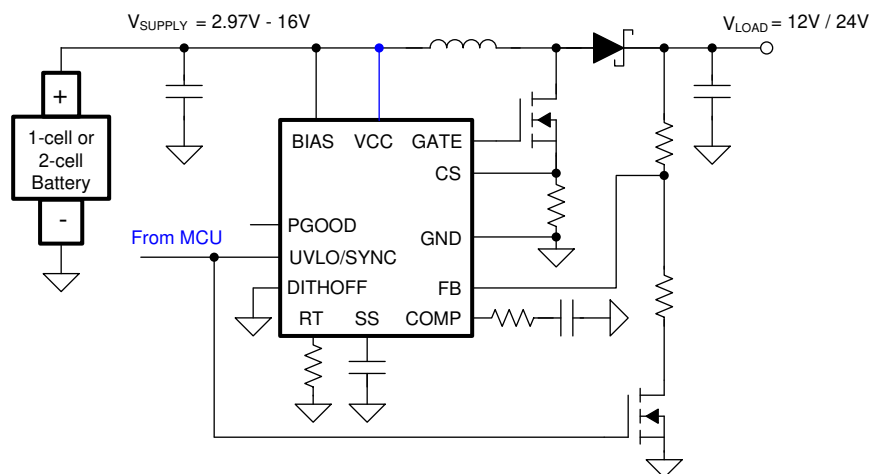 VSUPPLY = 2.97V - 16V
VLOAD = 12V / 24V
+
1-cell or
2-cell
Battery
-
BIAS VCC GATE
CS
PGOOD
From MCU
GND
UVLO/SYNC
DITHOFF
FB
RT SS COMP